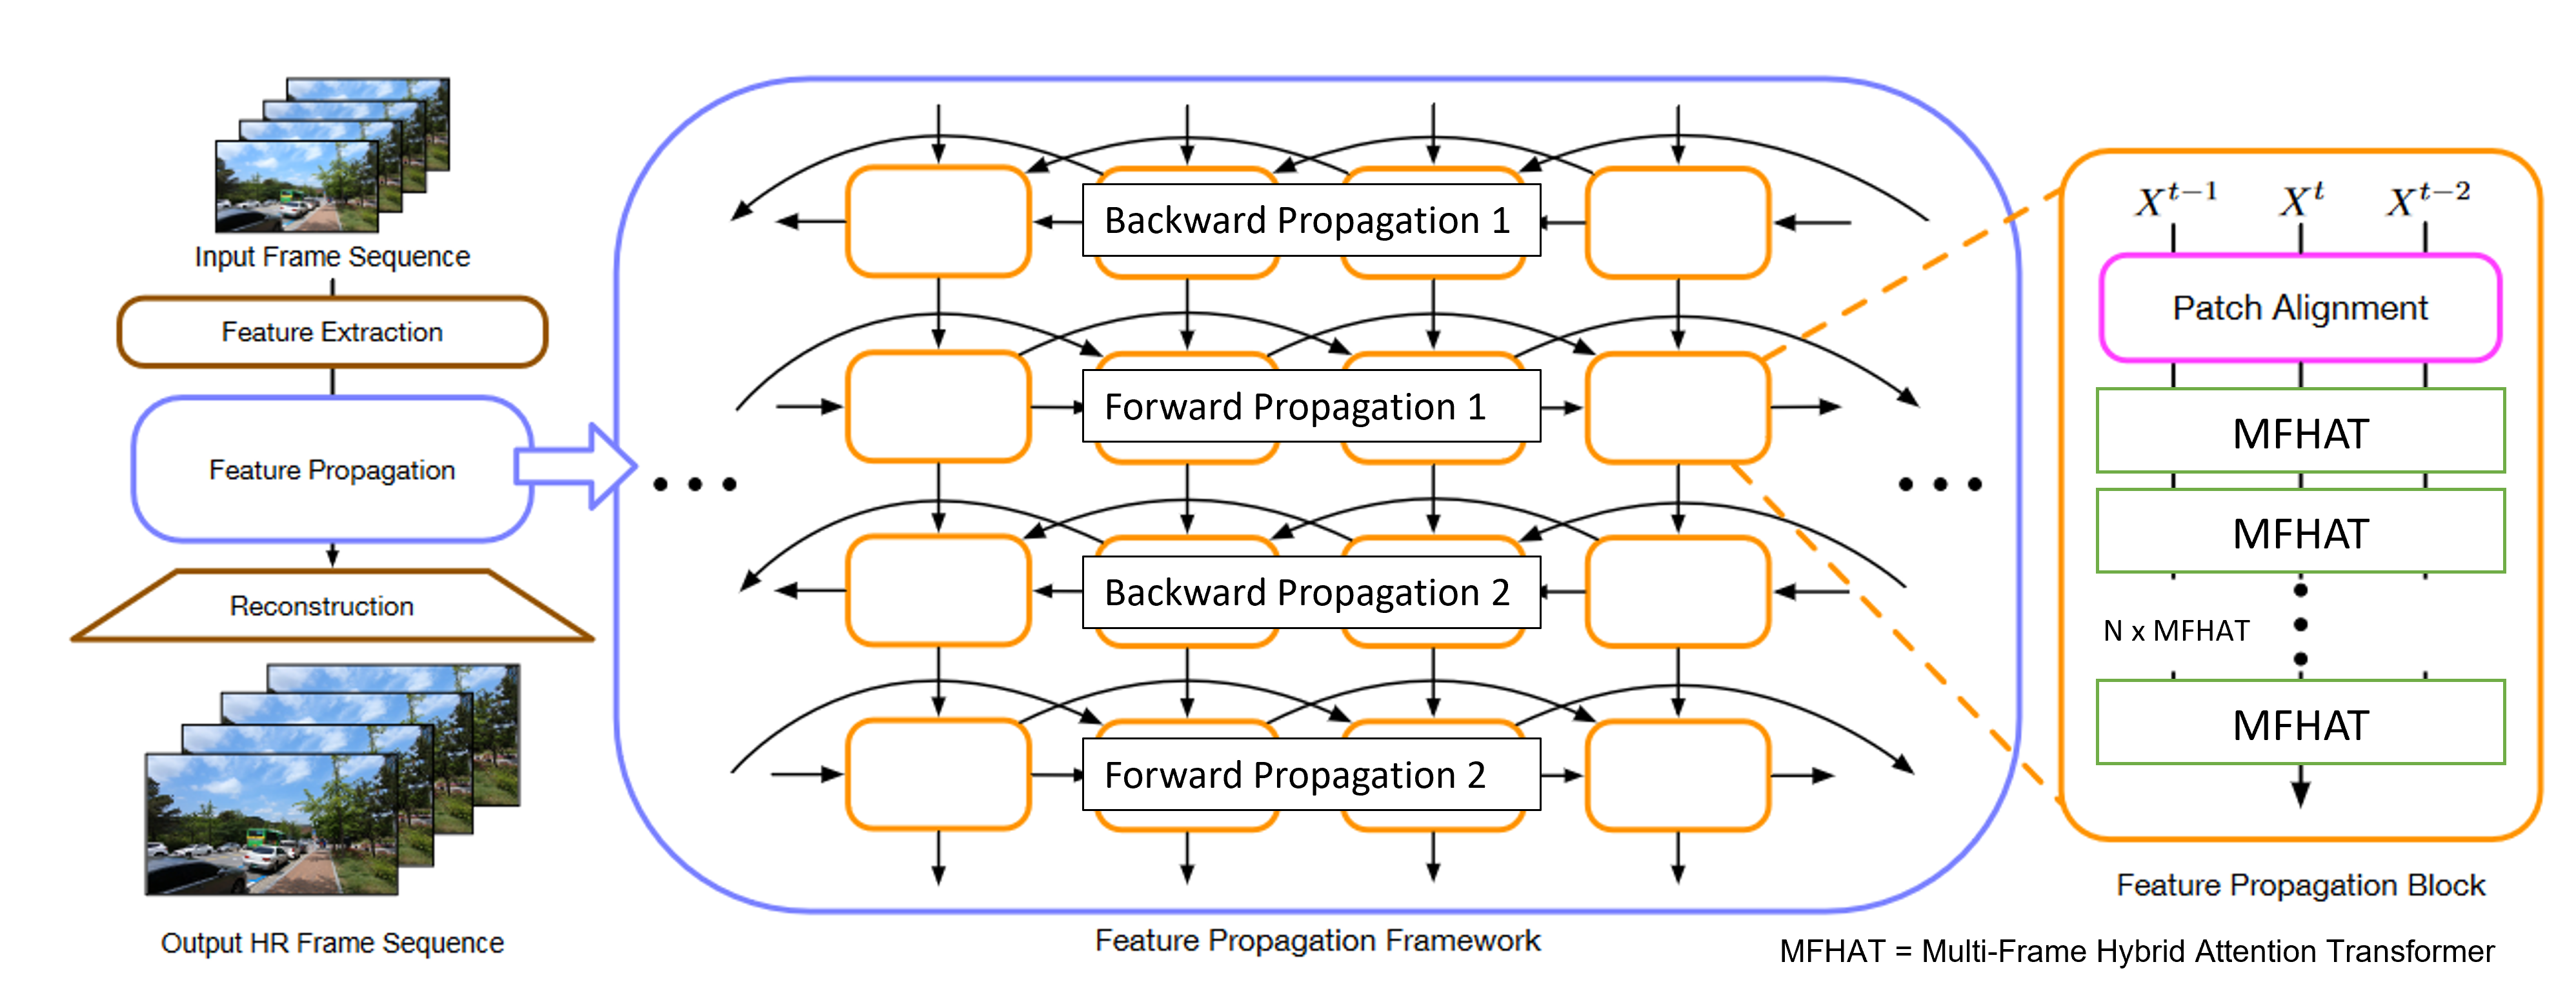 Input Frame Sequence
Feature Extraction
Feature Propagation
Reconstruction
Output HR Frame Sequence
Backward Propagation 1
Forward Propagation 1
Backward Propagation 2
Forward Propagation 2
Feature Propagation Framework
X^{t-1} X^{t} X^{t-2}
Patch Alignment
MFHAT
MFHAT
N x MFHAT
MFHAT
Feature Propagation Block
MFHAT = Multi-Frame Hybrid Attention Transformer